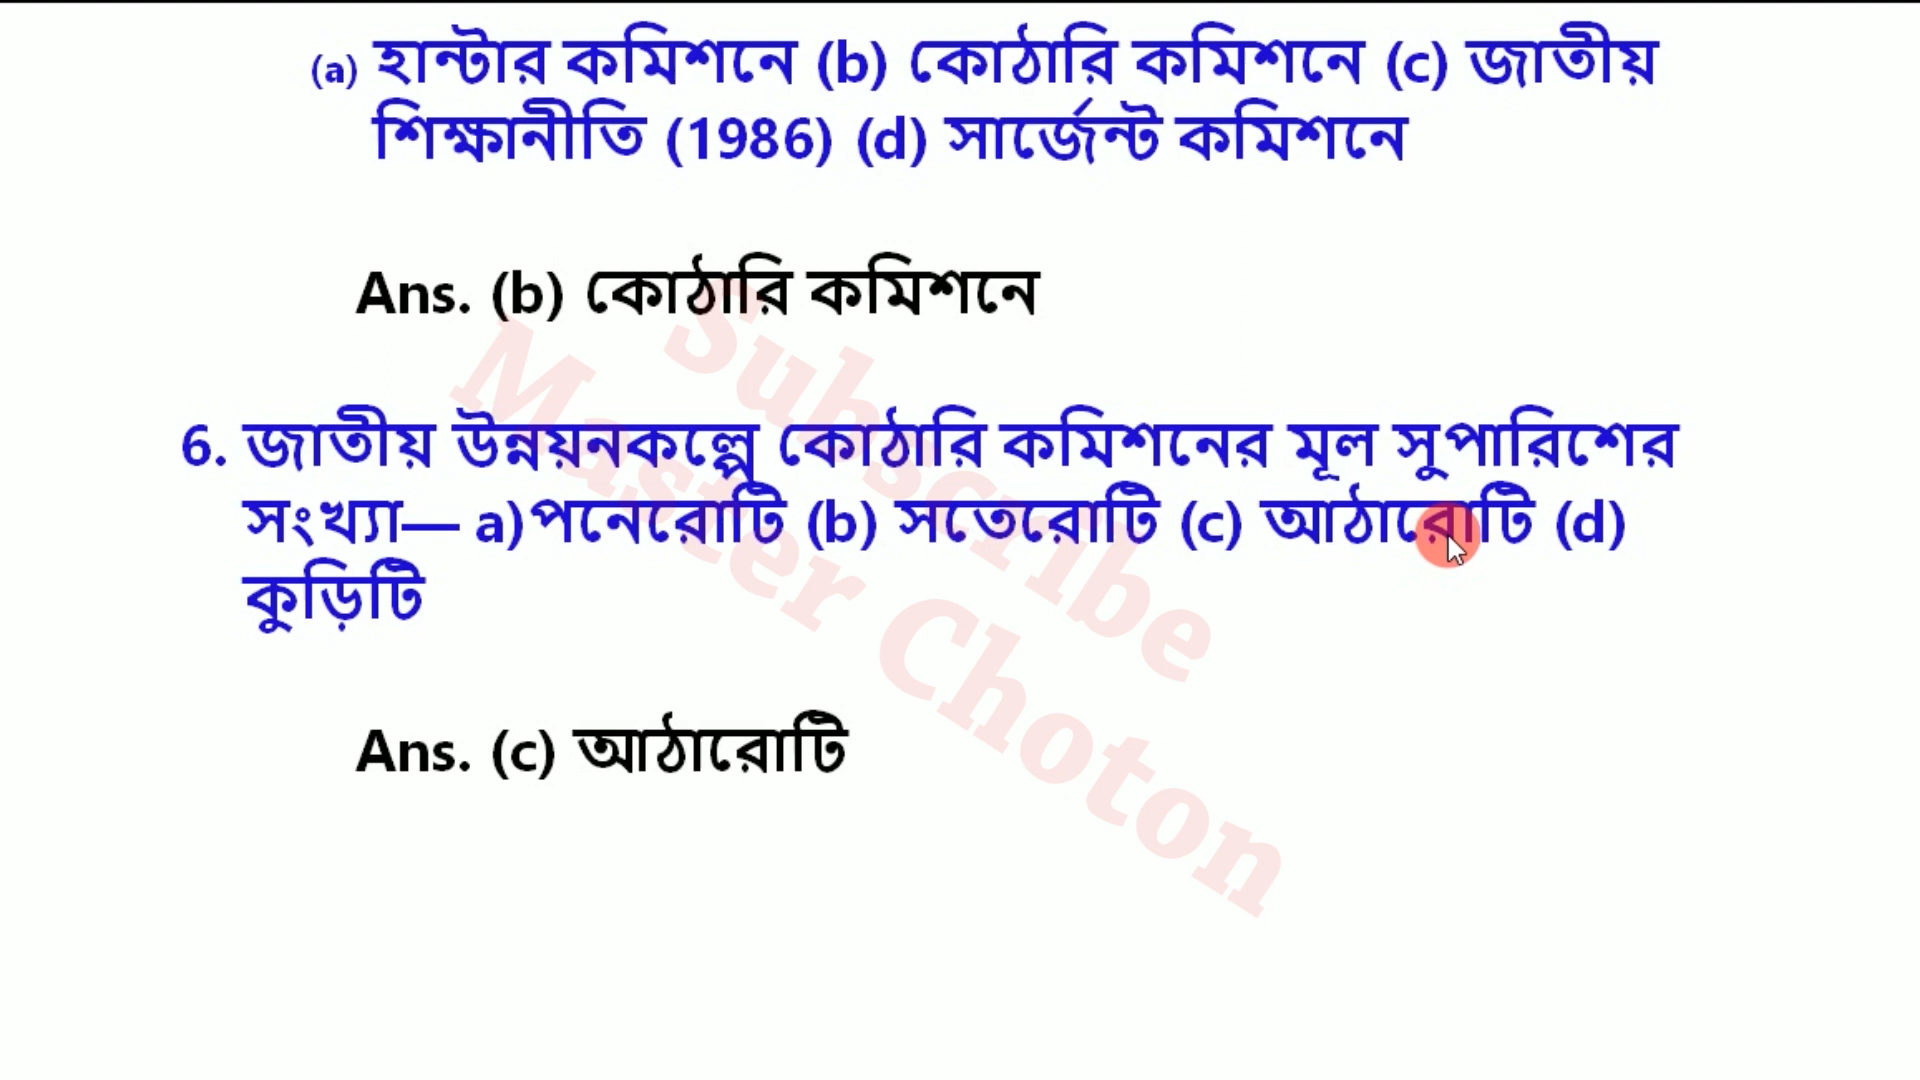 (a) হান্টার কমিশনে (b) কোঠারি কমিশনে (c) জাতীয়
শিক্ষানীতি (1986) (d) সার্জেন্ট কমিশনে
Ans. (b) কোঠারি কমিশনে
6. জাতীয় উন্নয়নকল্পে কোঠারি কমিশনের মূল সুপারিশের
সংখ্যা— a)পনেরোটি (b) সতেরোটি (c) আঠারোটি (d)
কুড়িটি
Ans. (c) আঠারোটি
Subscribe
Master Choton